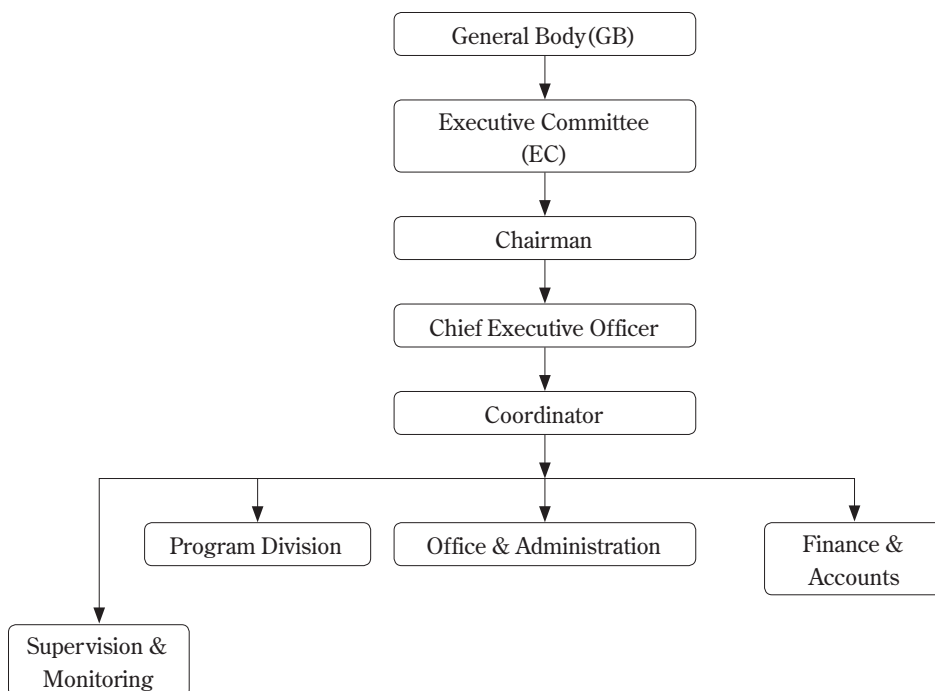 General Body (GB)
Executive Committee
(EC)
Chairman
Chief Executive Officer
Coordinator
Program Division
Office & Administration
Finance &
Accounts
Supervision &
Monitoring